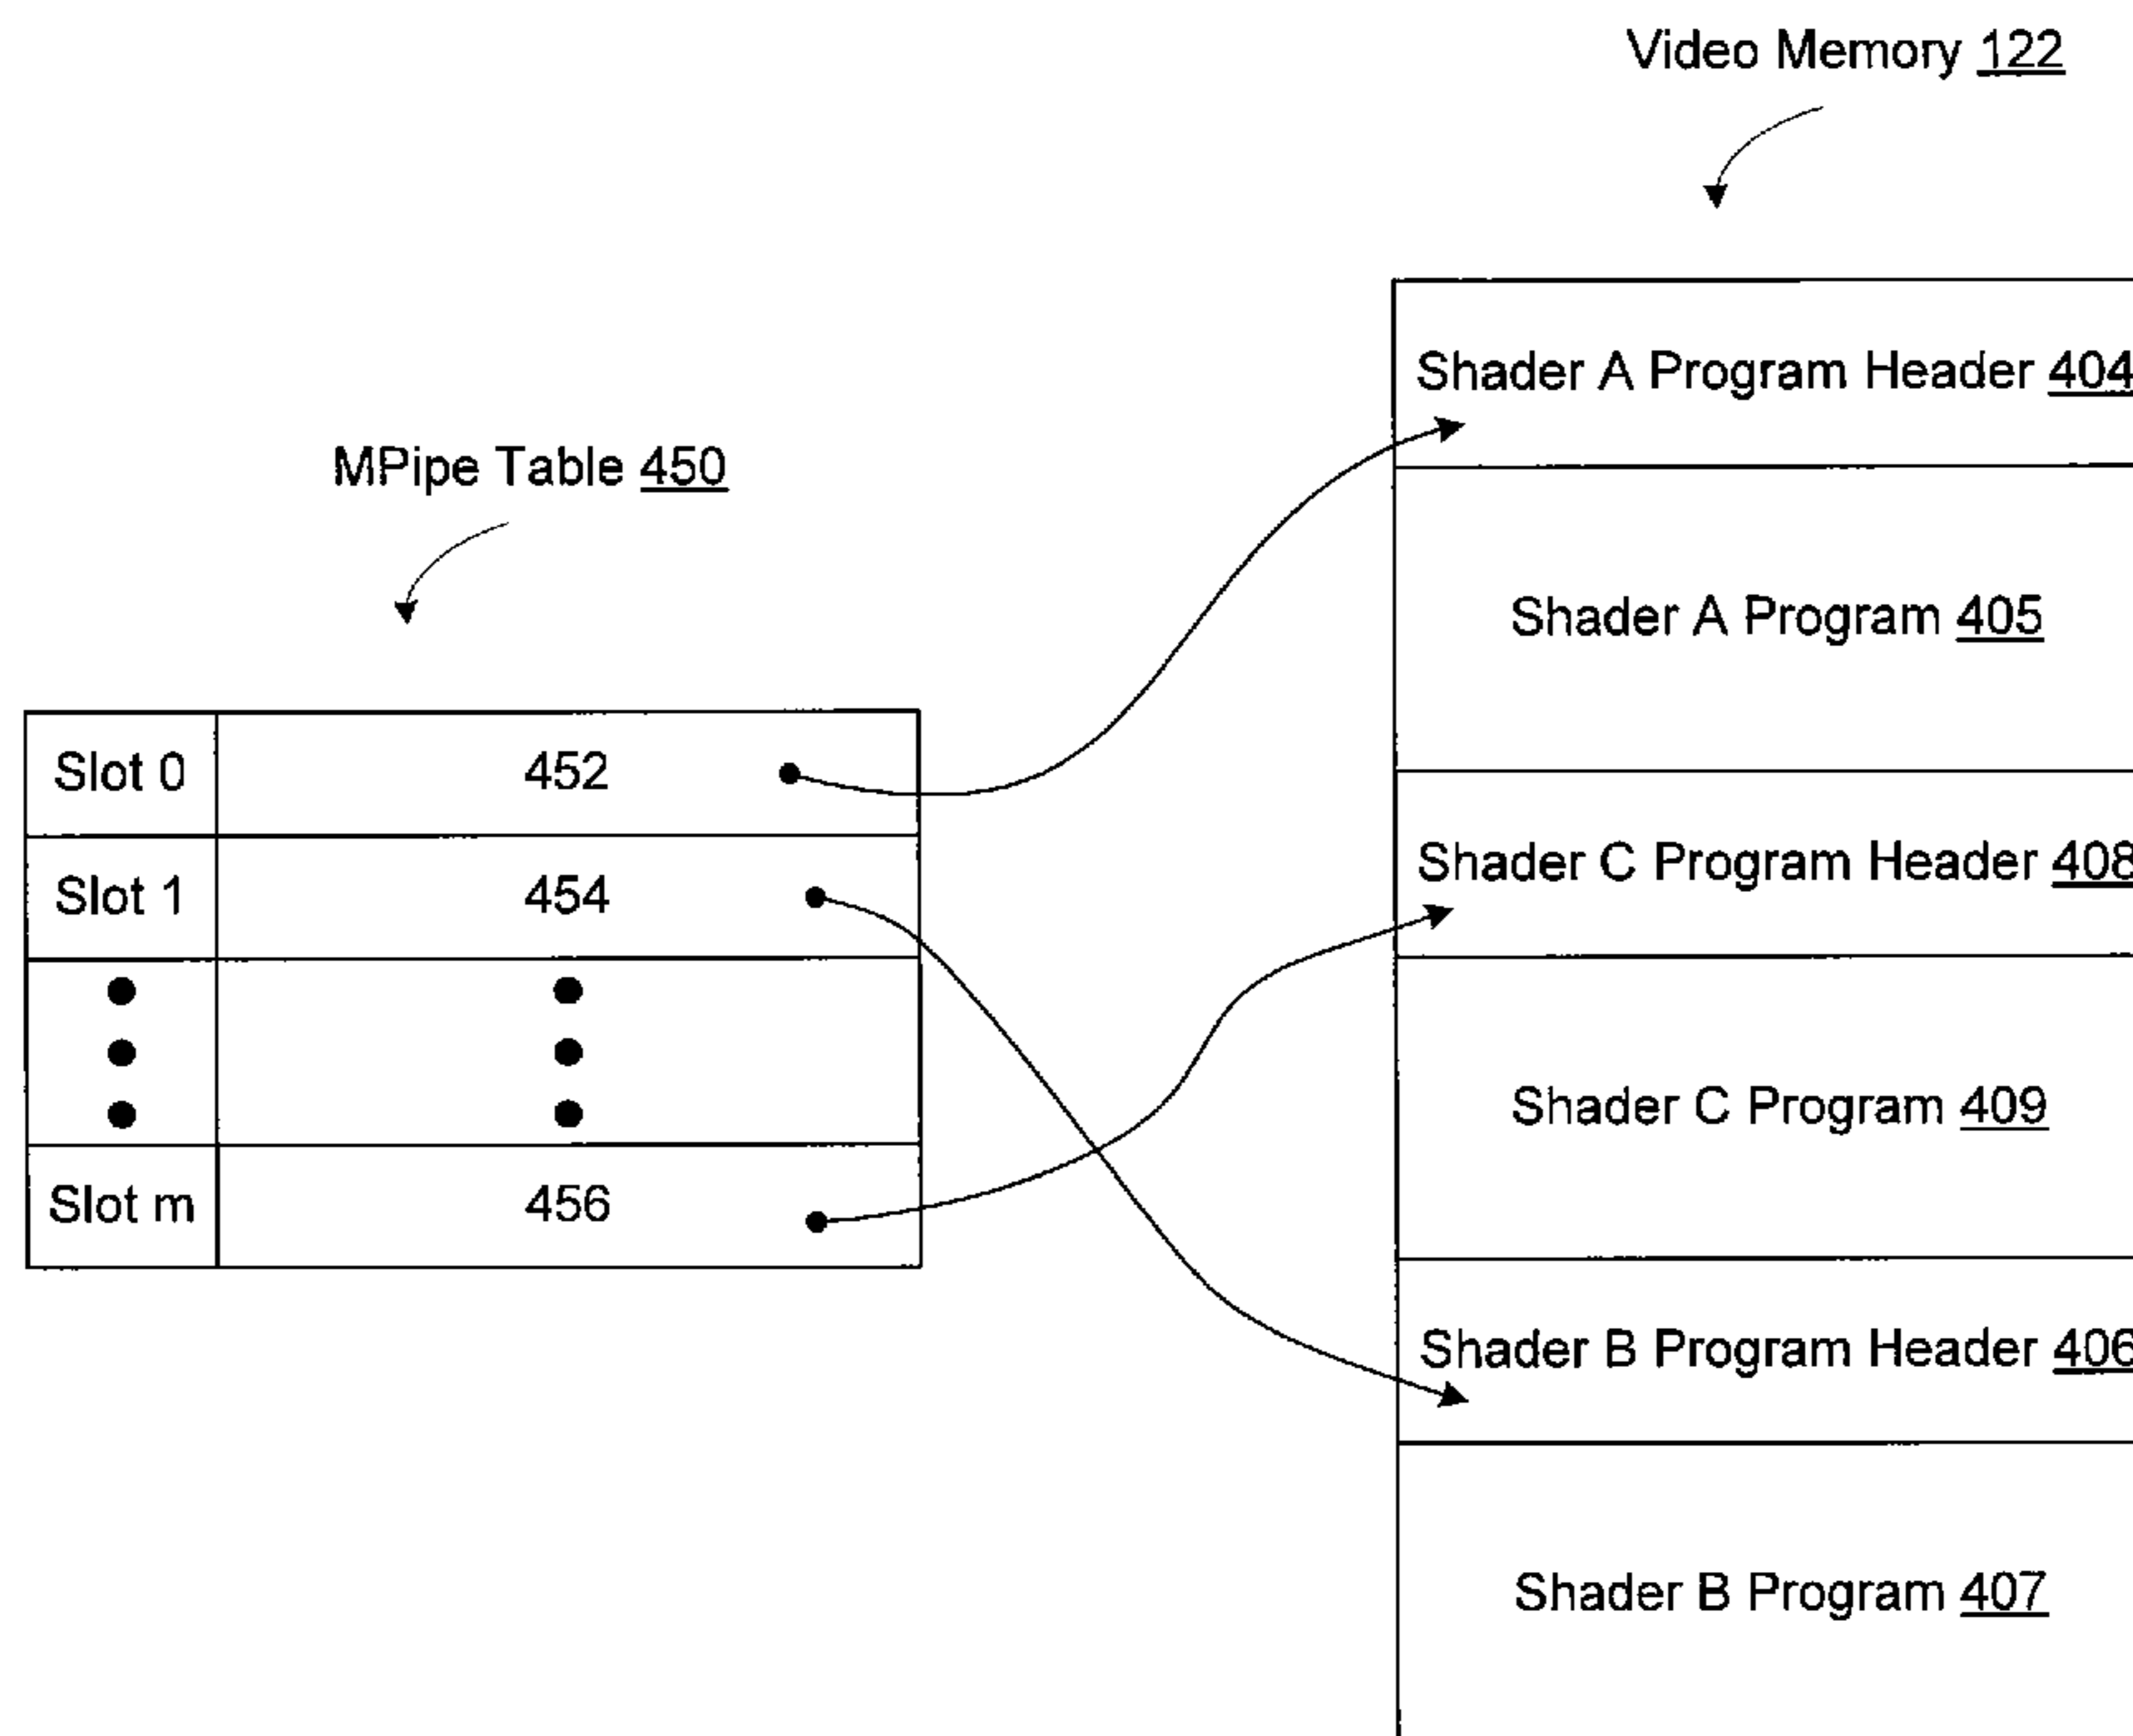 Video Memory 122
MPipe Table 450
Slot 0 452
Slot 1 454
Slot m 456
Shader A Program Header 404
Shader A Program 405
Shader C Program Header 408
Shader C Program 409
Shader B Program Header 406
Shader B Program 407